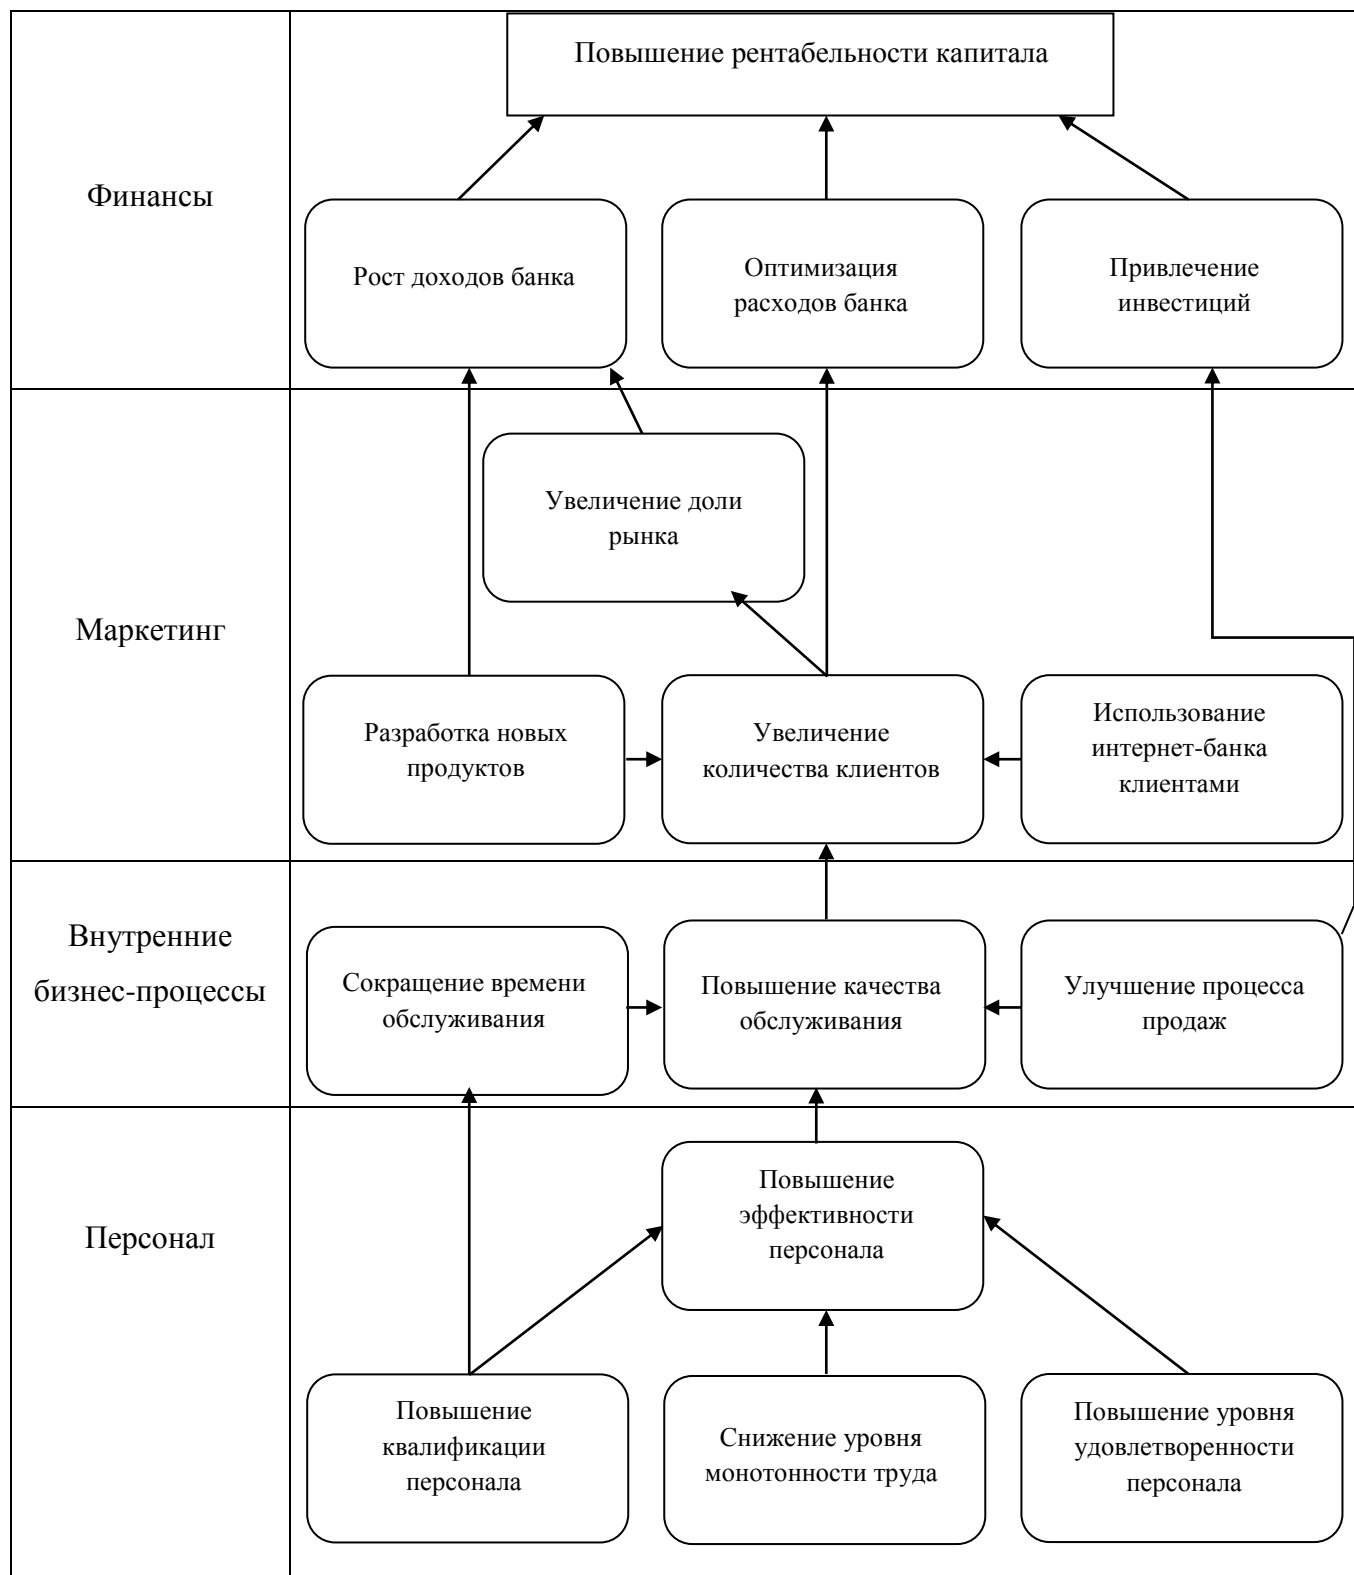 Повышение рентабельности капитала
Финансы
Рост доходов банка
Оптимизация
расходов банка
Привлечение
инвестиций
Маркетинг
Увеличение доли
рынка
Разработка новых
продуктов
Увеличение
количества клиентов
Использование
интернет-банка
клиентами
Внутренние
бизнес-процессы
Сокращение времени
обслуживания
Повышение качества
обслуживания
Улучшение процесса
продаж
Персонал
Повышение
эффективности
персонала
Повышение
квалификации
персонала
Снижение уровня
монотонности труда
Повышение уровня
удовлетворенности
персонала